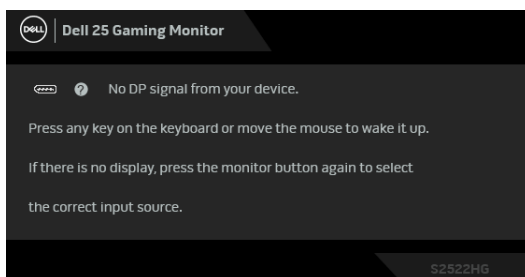 DELL
Dell 25 Gaming Monitor
No DP signal from your device.
Press any key on the keyboard or move the mouse to wake it up.
If there is no display, press the monitor button again to select
the correct input source.
S2522HG